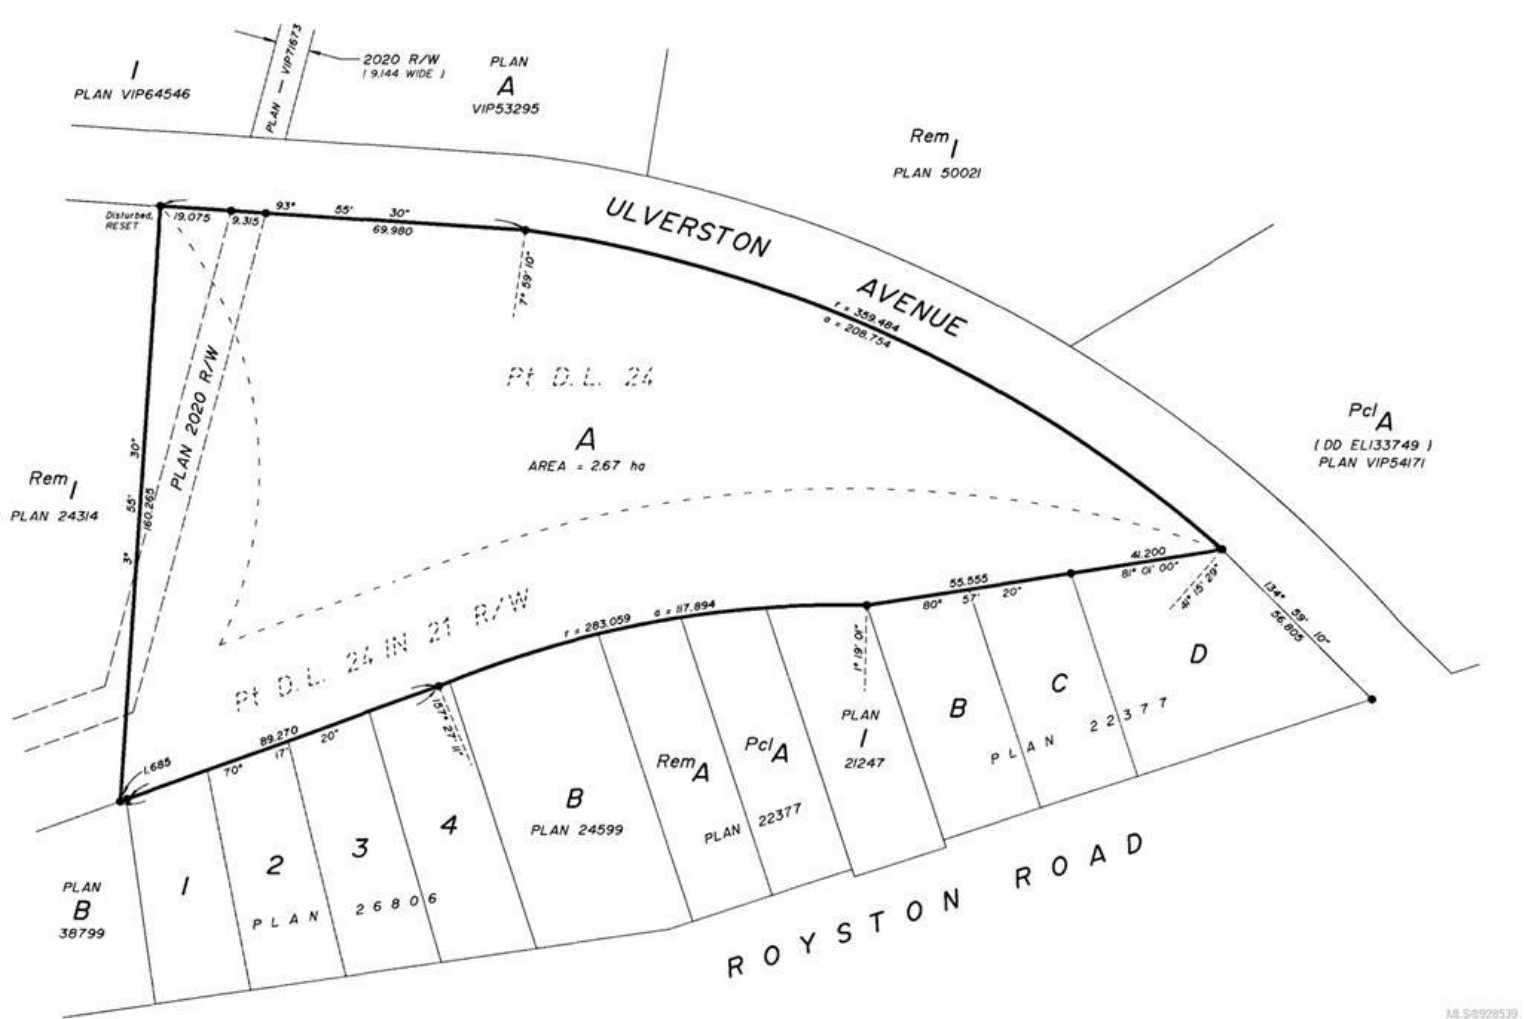 PLAN — VIP71673
2020 R/W
( 9.144 WIDE )
1
PLAN VIP64546
PLAN
A
VIP53295
Rem 1
PLAN 50021
Disturbed,
RESET
19.075
9.315
93° 55' 30"
69.980
7° 59' 10"
ULVERSTON AVENUE
r = 359.484
a = 208.754
Pt D.L. 24
A
AREA = 2.67 ha
PLAN 2020 R/W
Pcl A
( DD EL133749 )
PLAN VIP54171
Rem 1
PLAN 24314
3° 55' 30"
160.265
Pt D.L. 24 IN 21 R/W
r = 283.059
a = 117.894
55.555
80° 57' 20"
41.200
81° 01' 00"
41° 15' 29"
134° 59' 10"
56.805
1° 19' 01"
157° 27' 11"
89.270
70° 17' 20"
1.685
PLAN
B
38799
1
2
3
4
PLAN 26806
B
PLAN 24599
Rem A
Pcl A
PLAN 22377
PLAN
1
21247
B
C
D
PLAN 22377
ROYSTON ROAD
MLS®928539